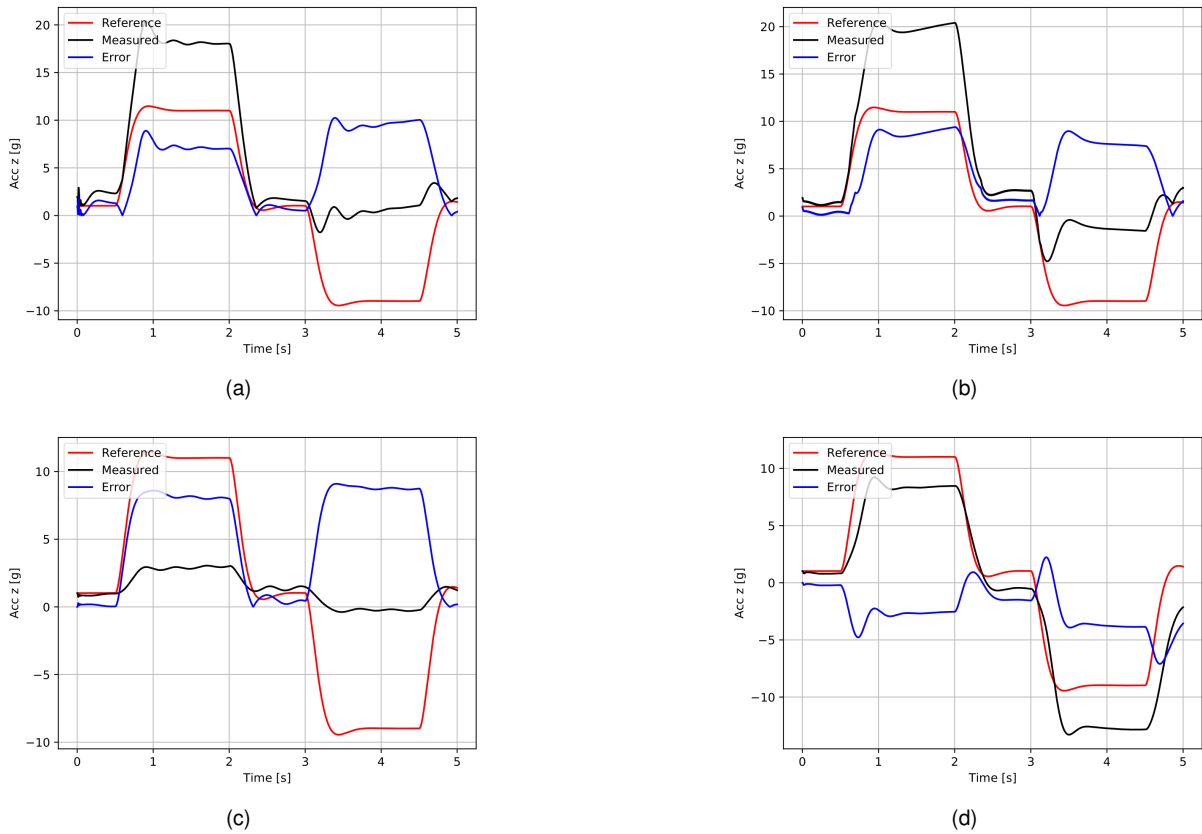 20
15
10
5
0
−5
−10
Acc z [g]
Reference
Measured
Error
0 1 2 3 4 5
Time [s]
(a)
20
15
10
5
0
−5
−10
Acc z [g]
Reference
Measured
Error
0 1 2 3 4 5
Time [s]
(b)
10
5
0
−5
−10
Acc z [g]
Reference
Measured
Error
0 1 2 3 4 5
Time [s]
(c)
10
5
0
−5
−10
Acc z [g]
Reference
Measured
Error
0 1 2 3 4 5
Time [s]
(d)